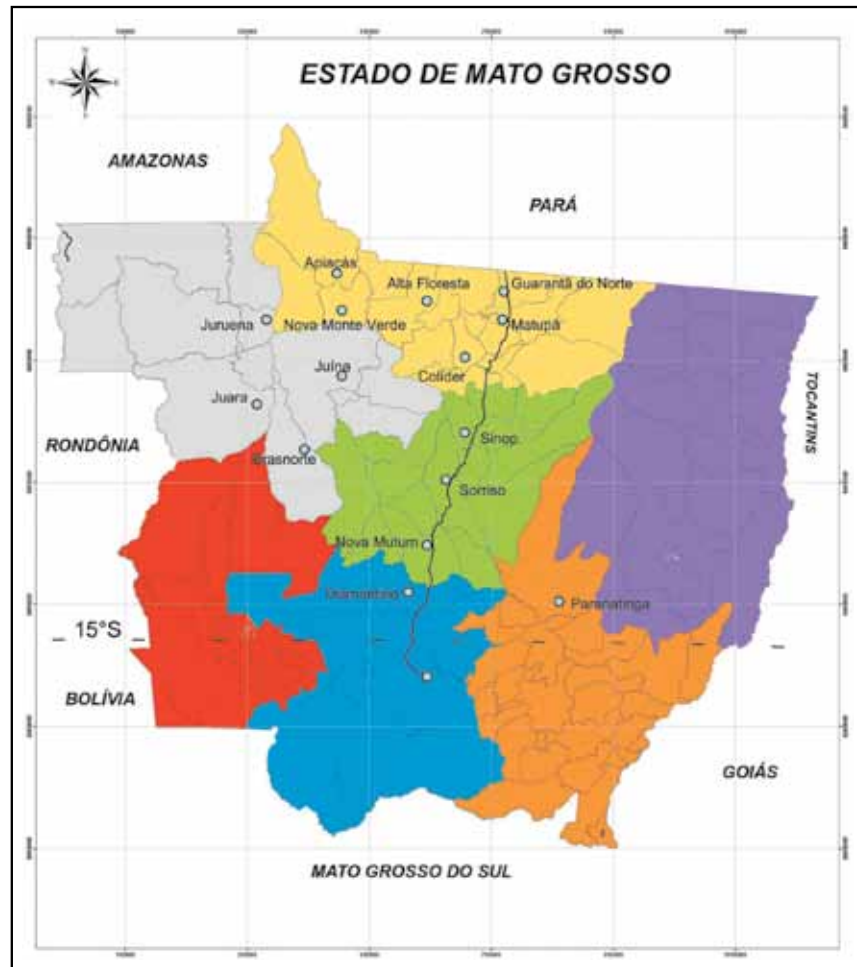 ESTADO DE MATO GROSSO
AMAZONAS
PARÁ
Apiacás
Alta Floresta
Guarantã do Norte
Juruena
Nova Monte Verde
Matupá
Colíder
Juína
Juara
TOCANTINS
RONDÔNIA
Brasnorte
Sinop
Sorriso
Nova Mutum
Diamantino
Paranatinga
15°S
BOLÍVIA
GOIÁS
MATO GROSSO DO SUL